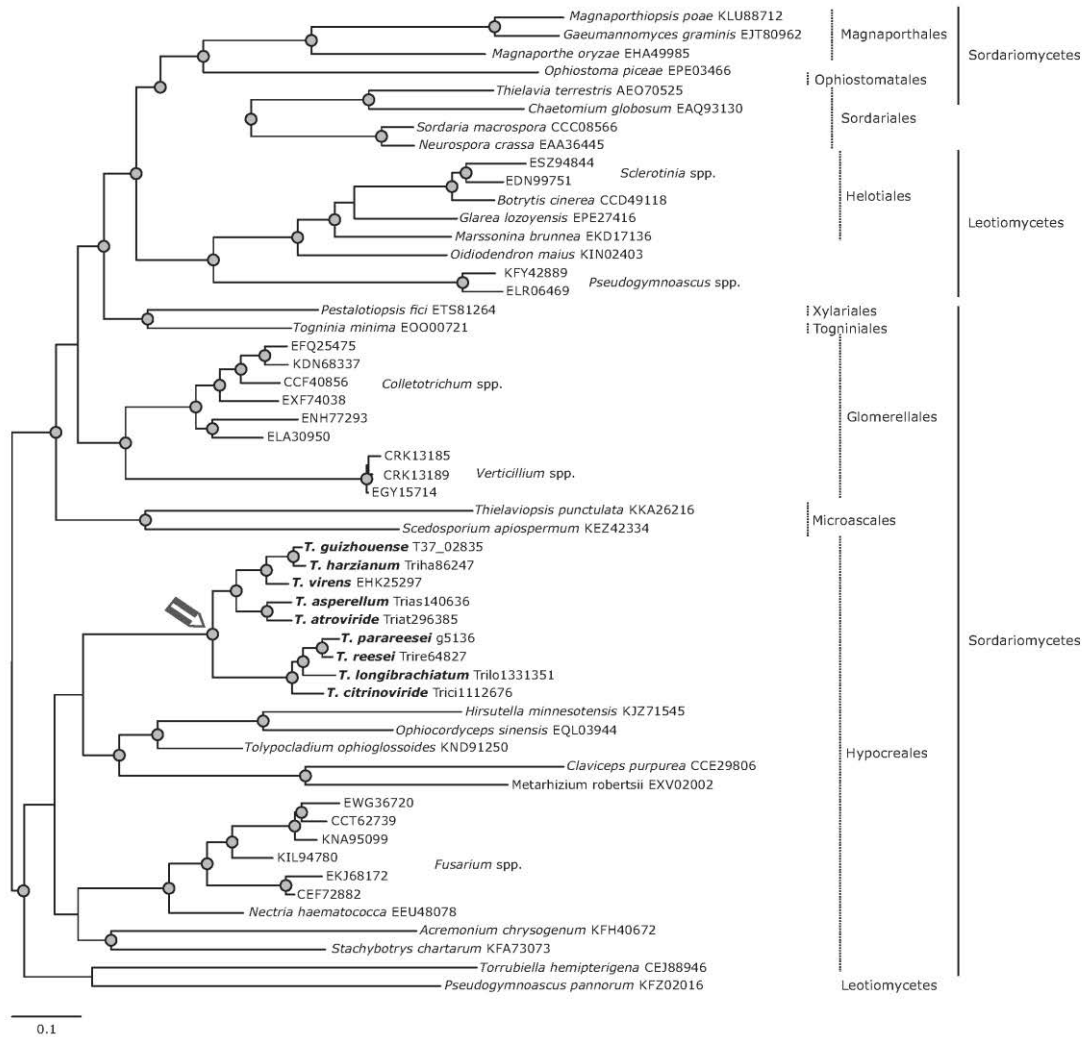 Magnaporthiopsis poae KLU88712
Gaeumannomyces graminis EJT80962
Magnaporthe oryzae EHA49985
Magnaporthales
Sordariomycetes
Ophiostoma piceae EPE03466
Ophiostomatales
Thielavia terrestris AEO70525
Chaetomium globosum EAQ93130
Sordaria macrospora CCC08566
Neurospora crassa EAA36445
Sordariales
ESZ94844
EDN99751
Sclerotinia spp.
Botrytis cinerea CCD49118
Glarea lozoyensis EPE27416
Marssonina brunnea EKD17136
Helotiales
Leotiomycetes
Oidiodendron maius KIN02403
KFY42889
ELR06469
Pseudogymnoascus spp.
Pestalotiopsis fici ETS81264
Xylariales
Togninia minima EOO00721
Togniniales
EFQ25475
KDN68337
CCF40856
EXF74038
ENH77293
ELA30950
Colletotrichum spp.
Glomerellales
CRK13185
CRK13189
EGY15714
Verticillium spp.
Thielaviopsis punctulata KKA26216
Scedosporium apiospermum KEZ42334
Microascales
T. guizhouense T37_02835
T. harzianum Triha86247
T. virens EHK25297
T. asperellum Trias140636
T. atroviride Triat296385
T. parareesei g5136
T. reesei Trire64827
T. longibrachiatum Trilo1331351
T. citrinoviride Trici1112676
Sordariomycetes
Hirsutella minnesotensis KJZ71545
Ophiocordyceps sinensis EQL03944
Tolypocladium ophioglossoides KND91250
Hypocreales
Claviceps purpurea CCE29806
Metarhizium robertsii EXV02002
EWG36720
CCT62739
KNA95099
KIL94780
EKJ68172
CEF72882
Fusarium spp.
Nectria haematococca EEU48078
Acremonium chrysogenum KFH40672
Stachybotrys chartarum KFA73073
Torrubiella hemipterigena CEJ88946
Pseudogymnoascus pannorum KFZ02016
Leotiomycetes
0.1